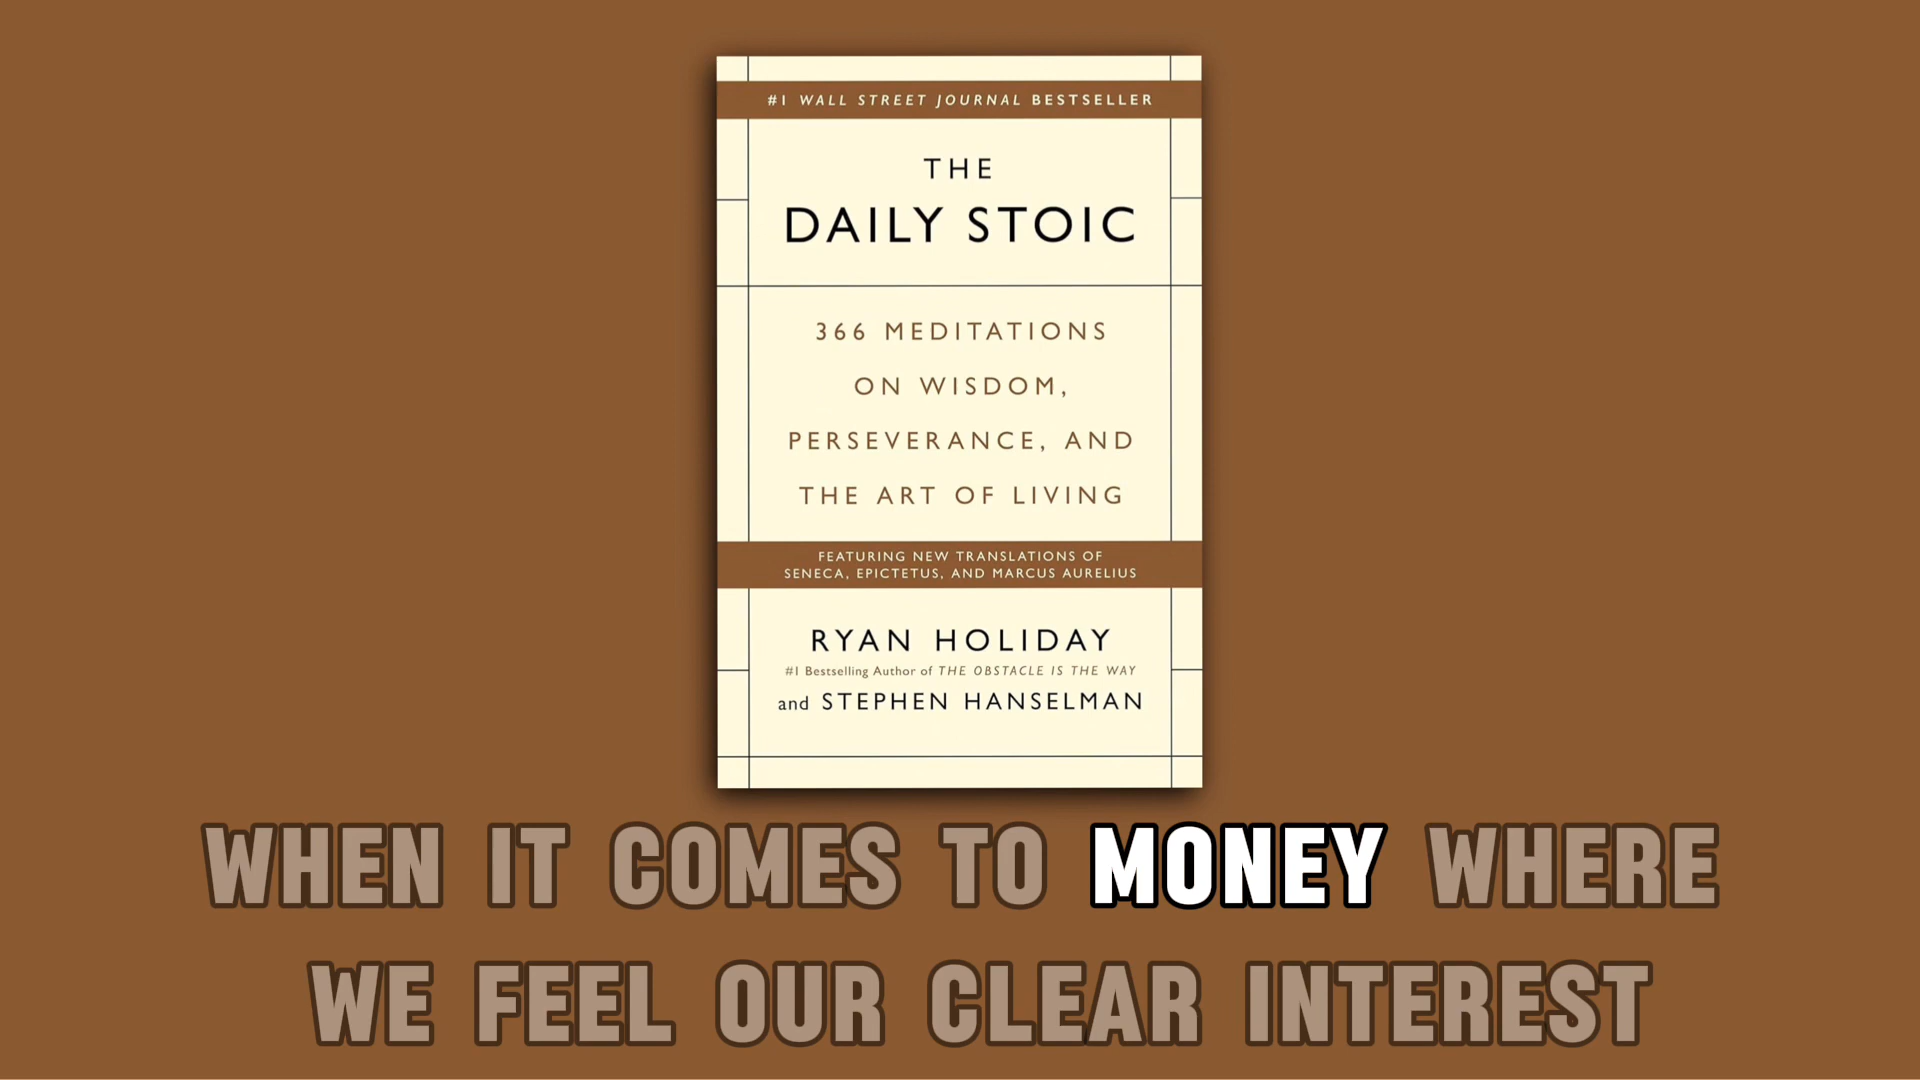 #1 WALL STREET JOURNAL BESTSELLER
THE
DAILY STOIC
366 MEDITATIONS
ON WISDOM,
PERSEVERANCE, AND
THE ART OF LIVING
FEATURING NEW TRANSLATIONS OF
SENECA, EPICTETUS, AND MARCUS AURELIUS
RYAN HOLIDAY
#1 Bestselling Author of THE OBSTACLE IS THE WAY
and STEPHEN HANSELMAN
WHEN IT COMES TO MONEY WHERE
WE FEEL OUR CLEAR INTEREST